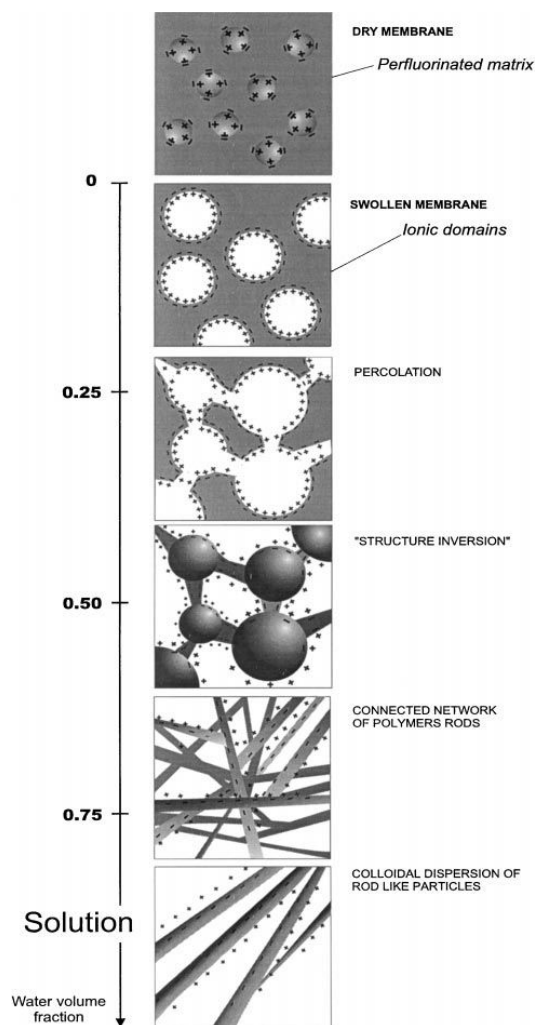 DRY MEMBRANE
Perfluorinated matrix
0
SWOLLEN MEMBRANE
Ionic domains
PERCOLATION
0.25
"STRUCTURE INVERSION"
0.50
CONNECTED NETWORK
OF POLYMERS RODS
0.75
COLLOIDAL DISPERSION OF
ROD LIKE PARTICLES
Solution
Water volume
fraction